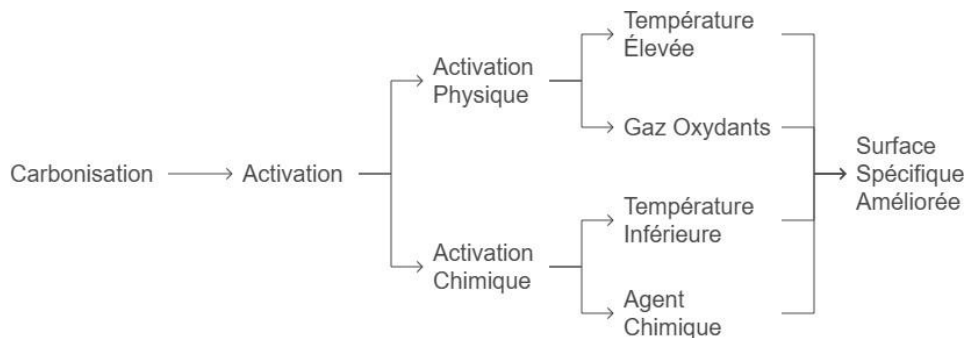 Carbonisation
Activation
Activation
Physique
Température
Élevée
Gaz Oxydants
Activation
Chimique
Température
Inférieure
Agent
Chimique
Surface
Spécifique
Améliorée